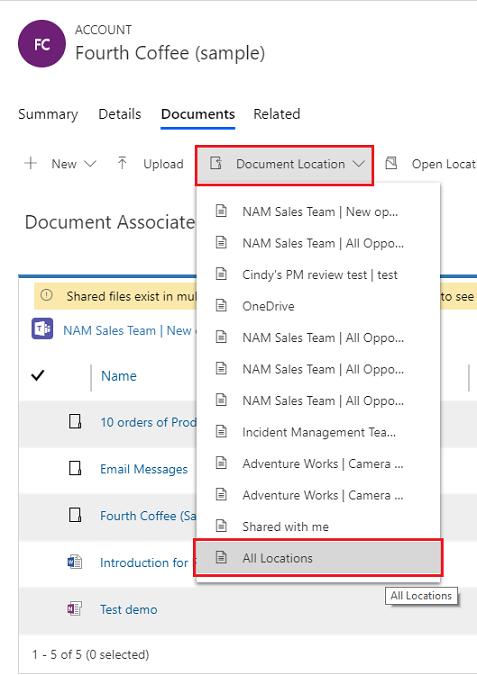 FC
ACCOUNT
Fourth Coffee (sample)
Summary Details Documents Related
New Upload Document Location Open Locat
Document Associate
NAM Sales Team | New op...
NAM Sales Team | All Oppo...
Cindy's PM review test | test
OneDrive
NAM Sales Team | All Oppo...
NAM Sales Team | All Oppo...
NAM Sales Team | All Oppo...
Incident Management Tea...
Adventure Works | Camera ...
Adventure Works | Camera ...
Shared with me
All Locations
All Locations
Shared files exist in mul to see
NAM Sales Team | New
Name
10 orders of Prod
Email Messages
Fourth Coffee (Sa
Introduction for
Test demo
1 - 5 of 5 (0 selected)